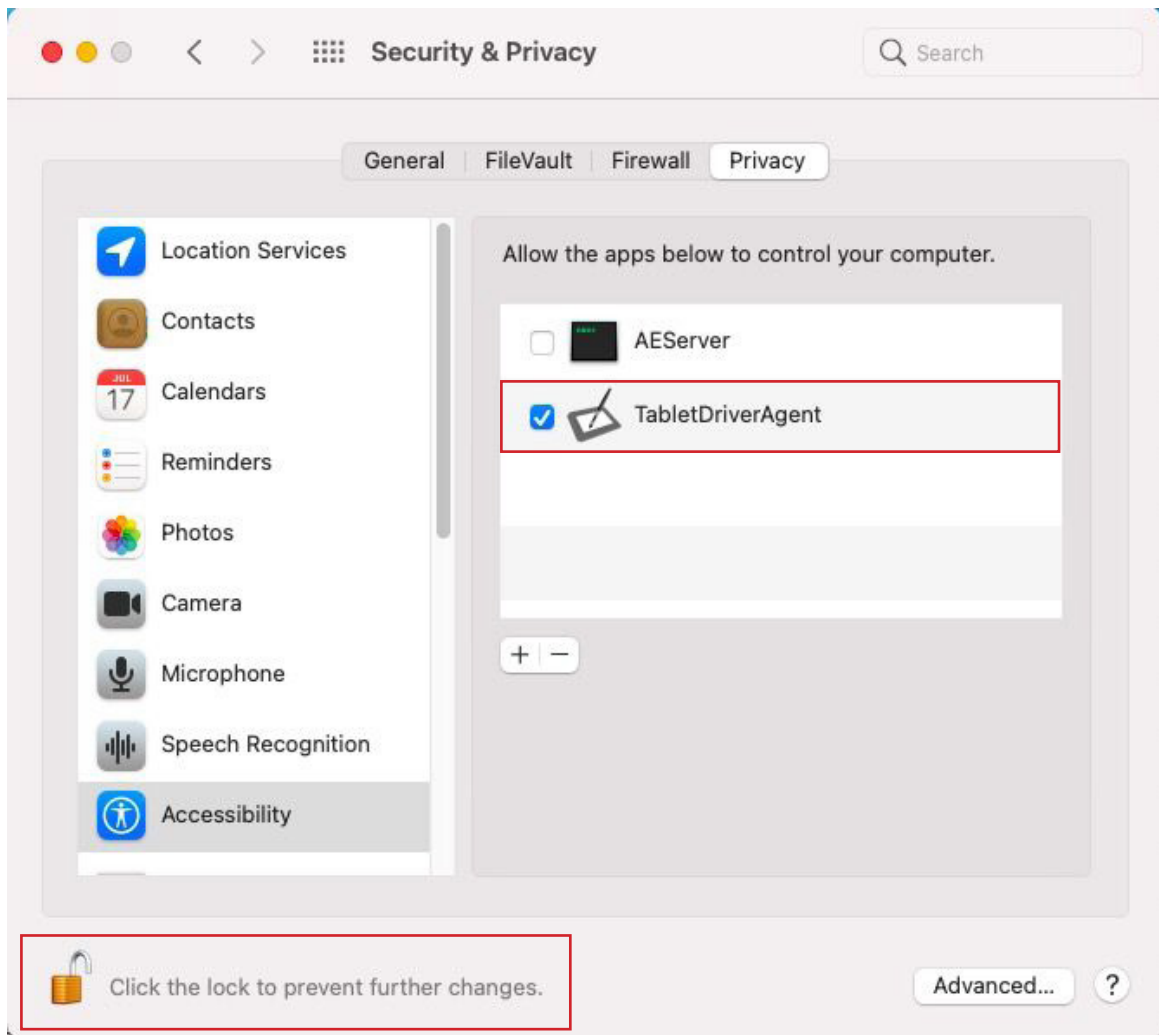 Security & Privacy
Search
General
FileVault
Firewall
Privacy
Location Services
Contacts
JUL
17
Calendars
Reminders
Photos
Camera
Microphone
Speech Recognition
Accessibility
Allow the apps below to control your computer.
AEServer
TabletDriverAgent
+ −
Click the lock to prevent further changes.
Advanced...
?